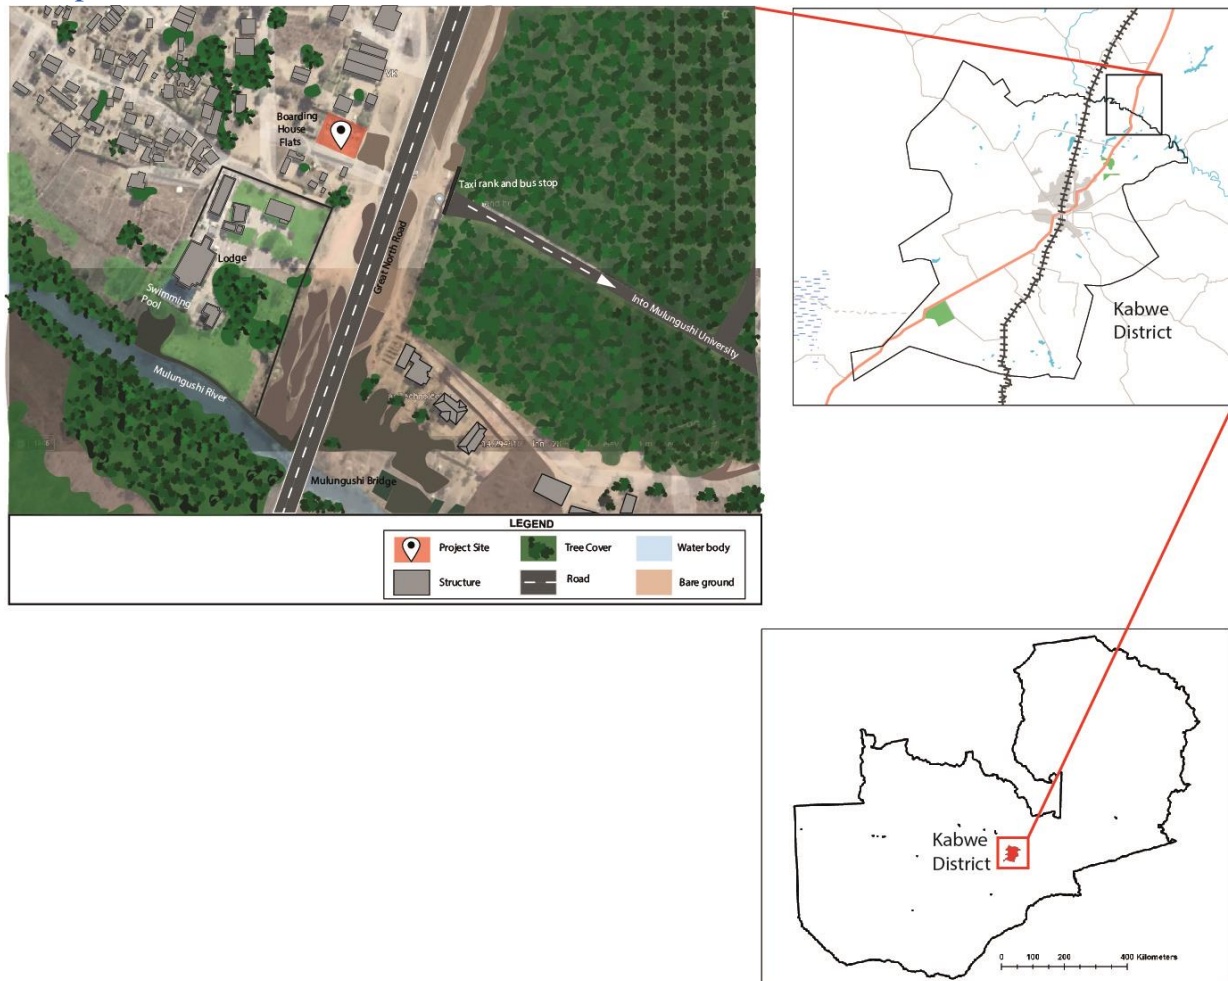 VK
Boarding
House
Flats
Taxi rank and bus stop
Great North Road
Lodge
Swimming
Pool
Into Mulungushi University
Mulungushi River
Mulungushi Bridge
LEGEND
Project Site
Tree Cover
Water body
Structure
Road
Bare ground
Kabwe
District
Kabwe
District
0 100 200 400 Kilometers